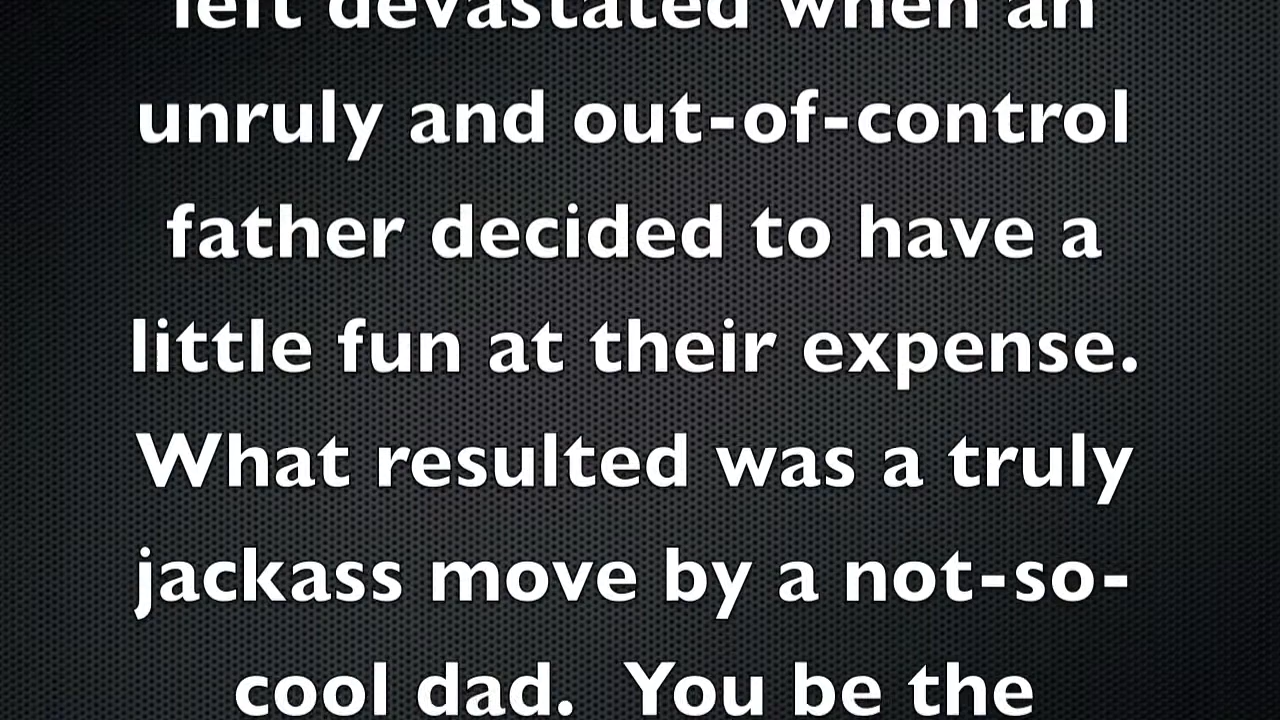 left devastated when an
unruly and out-of-control
father decided to have a
little fun at their expense.
What resulted was a truly
jackass move by a not-so-
cool dad.  You be the